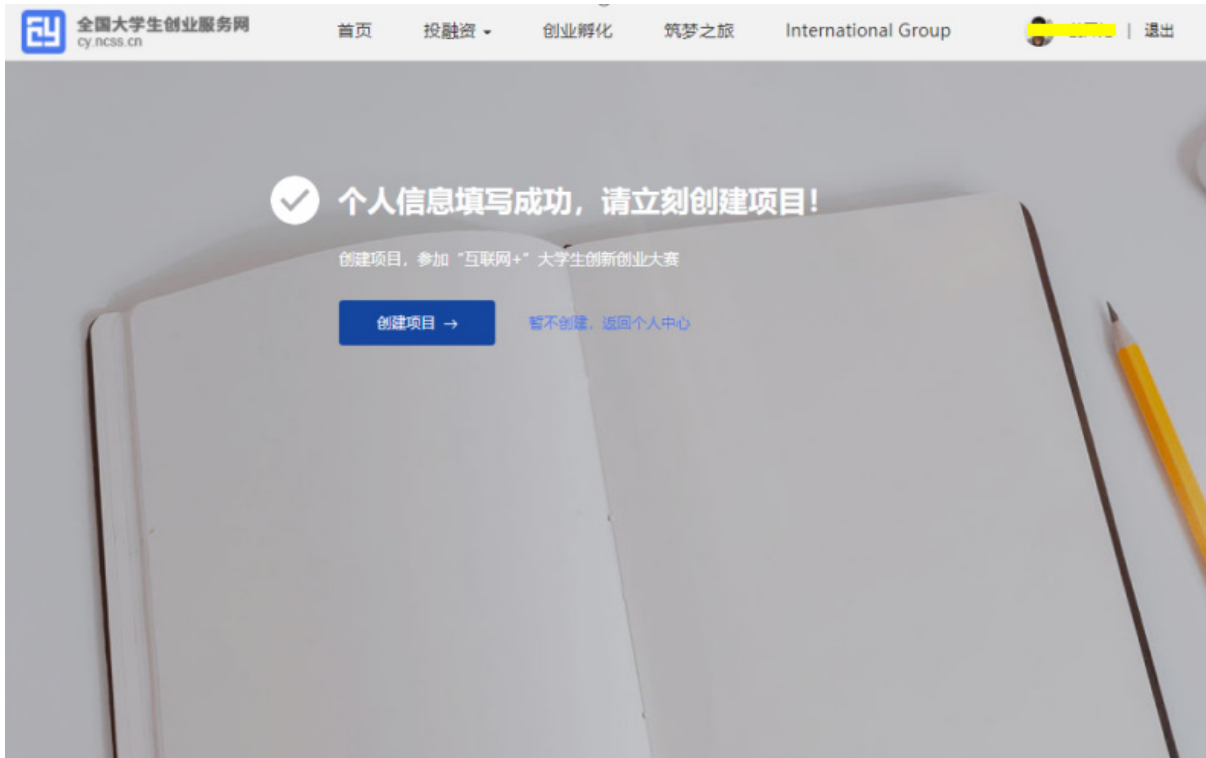 全国大学生创业服务网
cy.ncss.cn
首页 投融资 创业孵化 筑梦之旅 International Group | 退出
个人信息填写成功，请立刻创建项目！
创建项目，参加“互联网+”大学生创新创业大赛
创建项目 → 暂不创建，返回个人中心